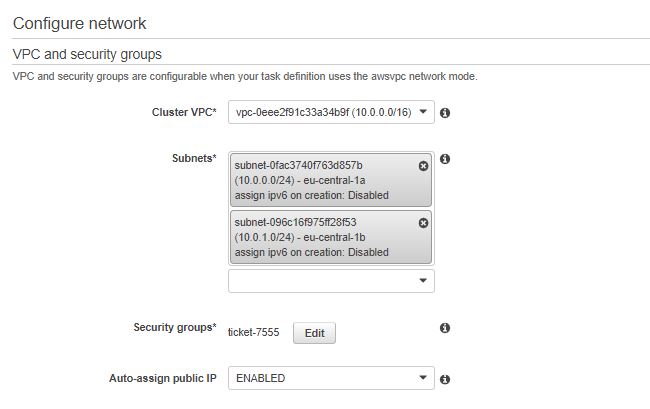 Configure network
VPC and security groups
VPC and security groups are configurable when your task definition uses the awsvpc network mode.
Cluster VPC* vpc-0eee2f91c33a34b9f (10.0.0.0/16)
Subnets* subnet-0fac3740f763d857b
(10.0.0.0/24) - eu-central-1a
assign ipv6 on creation: Disabled
subnet-096c16f975ff28f53
(10.0.1.0/24) - eu-central-1b
assign ipv6 on creation: Disabled
Security groups* ticket-7555 Edit
Auto-assign public IP ENABLED